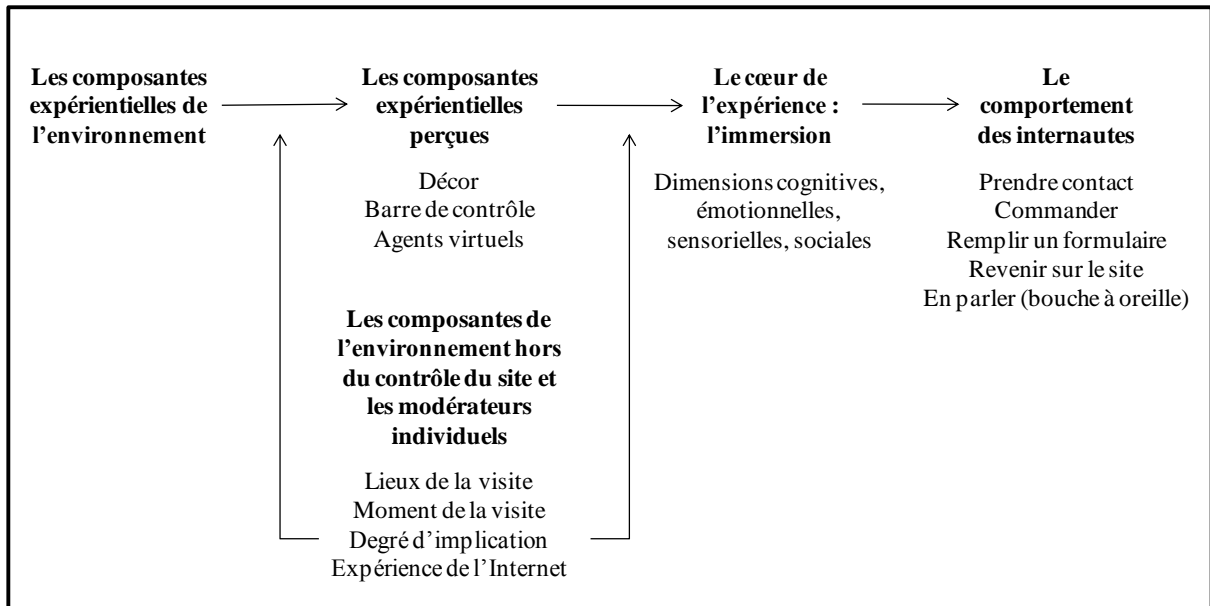 Les composantes
expérientielles de
l’environnement
Les composantes
expérientielles
perçues
Décor
Barre de contrôle
Agents virtuels
Les composantes de
l’environnement hors
du contrôle du site et
les modérateurs
individuels
Lieux de la visite
Moment de la visite
Degré d’implication
Expérience de l’Internet
Le cœur de
l’expérience :
l’immersion
Dimensions cognitives,
émotionnelles,
sensorielles, sociales
Le
comportement
des internautes
Prendre contact
Commander
Remplir un formulaire
Revenir sur le site
En parler (bouche à oreille)